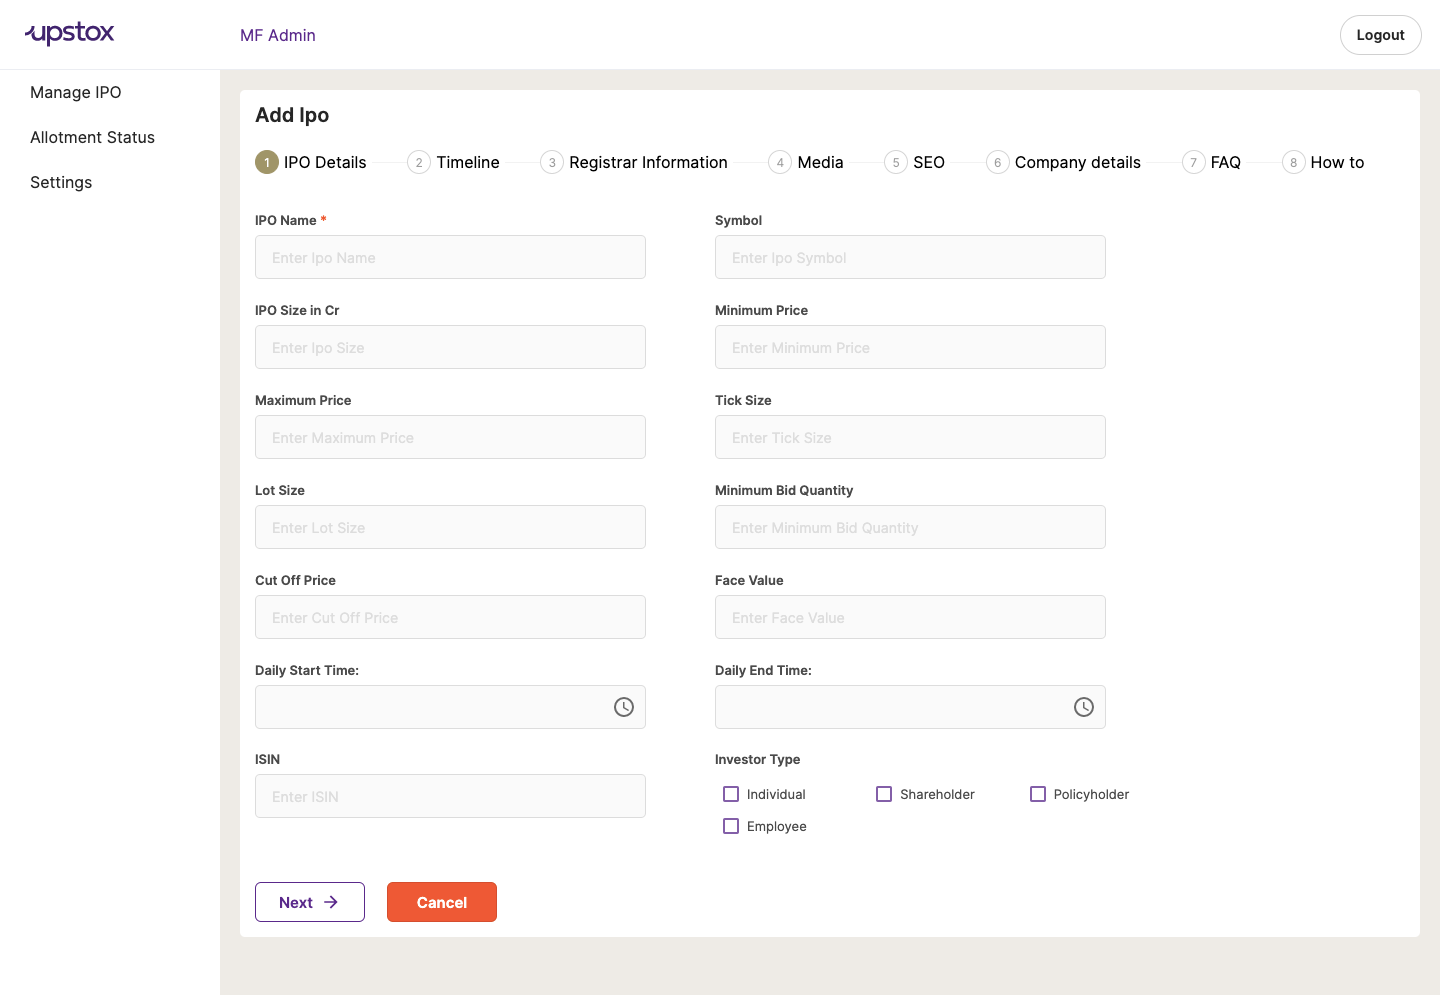 upstox
MF Admin
Logout
Manage IPO
Allotment Status
Settings
Add Ipo
1 IPO Details
2 Timeline
3 Registrar Information
4 Media
5 SEO
6 Company details
7 FAQ
8 How to
IPO Name *
Enter Ipo Name
Symbol
Enter Ipo Symbol
IPO Size in Cr
Enter Ipo Size
Minimum Price
Enter Minimum Price
Maximum Price
Enter Maximum Price
Tick Size
Enter Tick Size
Lot Size
Enter Lot Size
Minimum Bid Quantity
Enter Minimum Bid Quantity
Cut Off Price
Enter Cut Off Price
Face Value
Enter Face Value
Daily Start Time:
Daily End Time:
ISIN
Enter ISIN
Investor Type
Individual
Shareholder
Policyholder
Employee
Next
Cancel